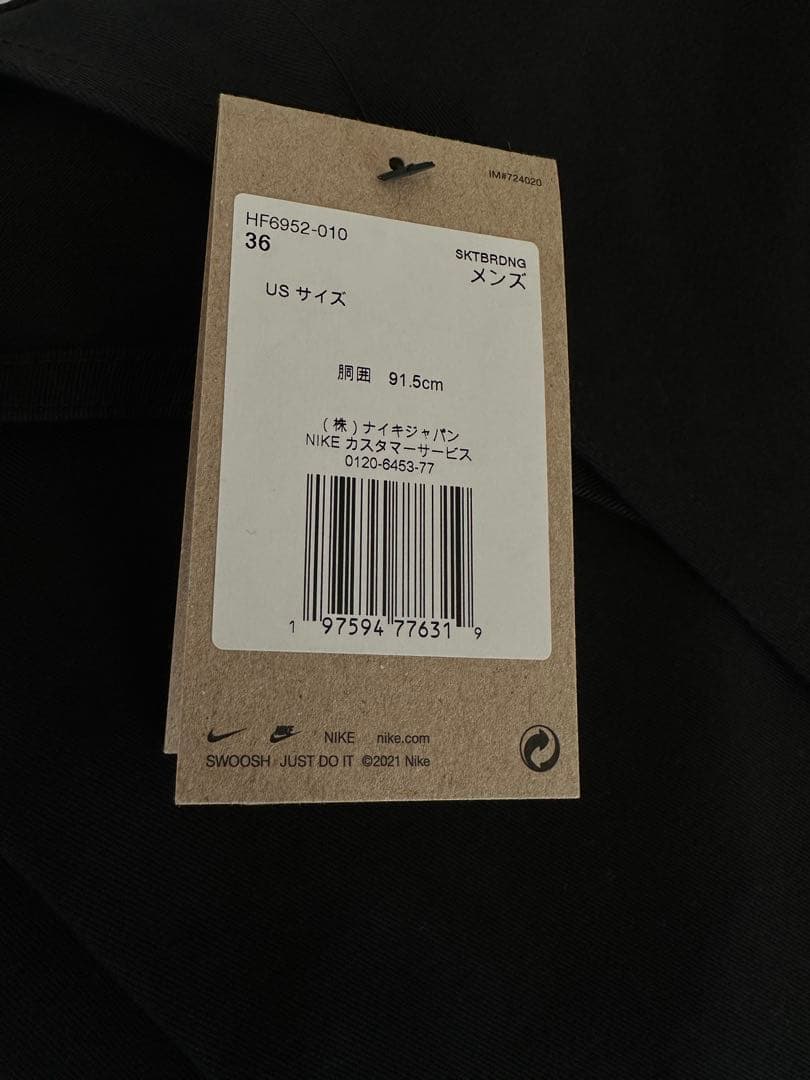 IM#724020
HF6952-010
36
SKTBRDNG
メンズ
US サイズ
胴囲 91.5cm
(株)ナイキジャパン
NIKE カスタマーサービス
0120-6453-77
1 97594 77631 9
NIKE nike.com
SWOOSH JUST DO IT ©2021 Nike